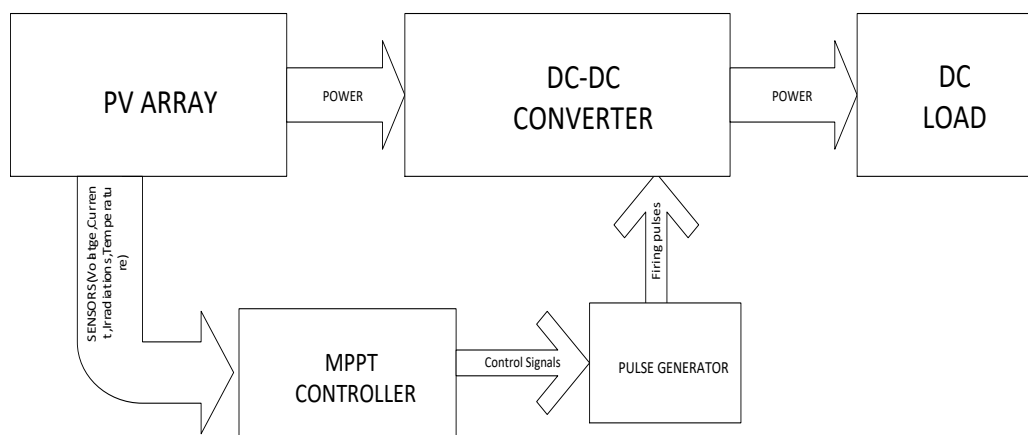 PV ARRAY
POWER
DC-DC
CONVERTER
POWER
DC
LOAD
SENSORS(Voltage,Curren
t,Irradiations,Temperatu
re)
Firing pulses
MPPT
CONTROLLER
Control Signals
PULSE GENERATOR